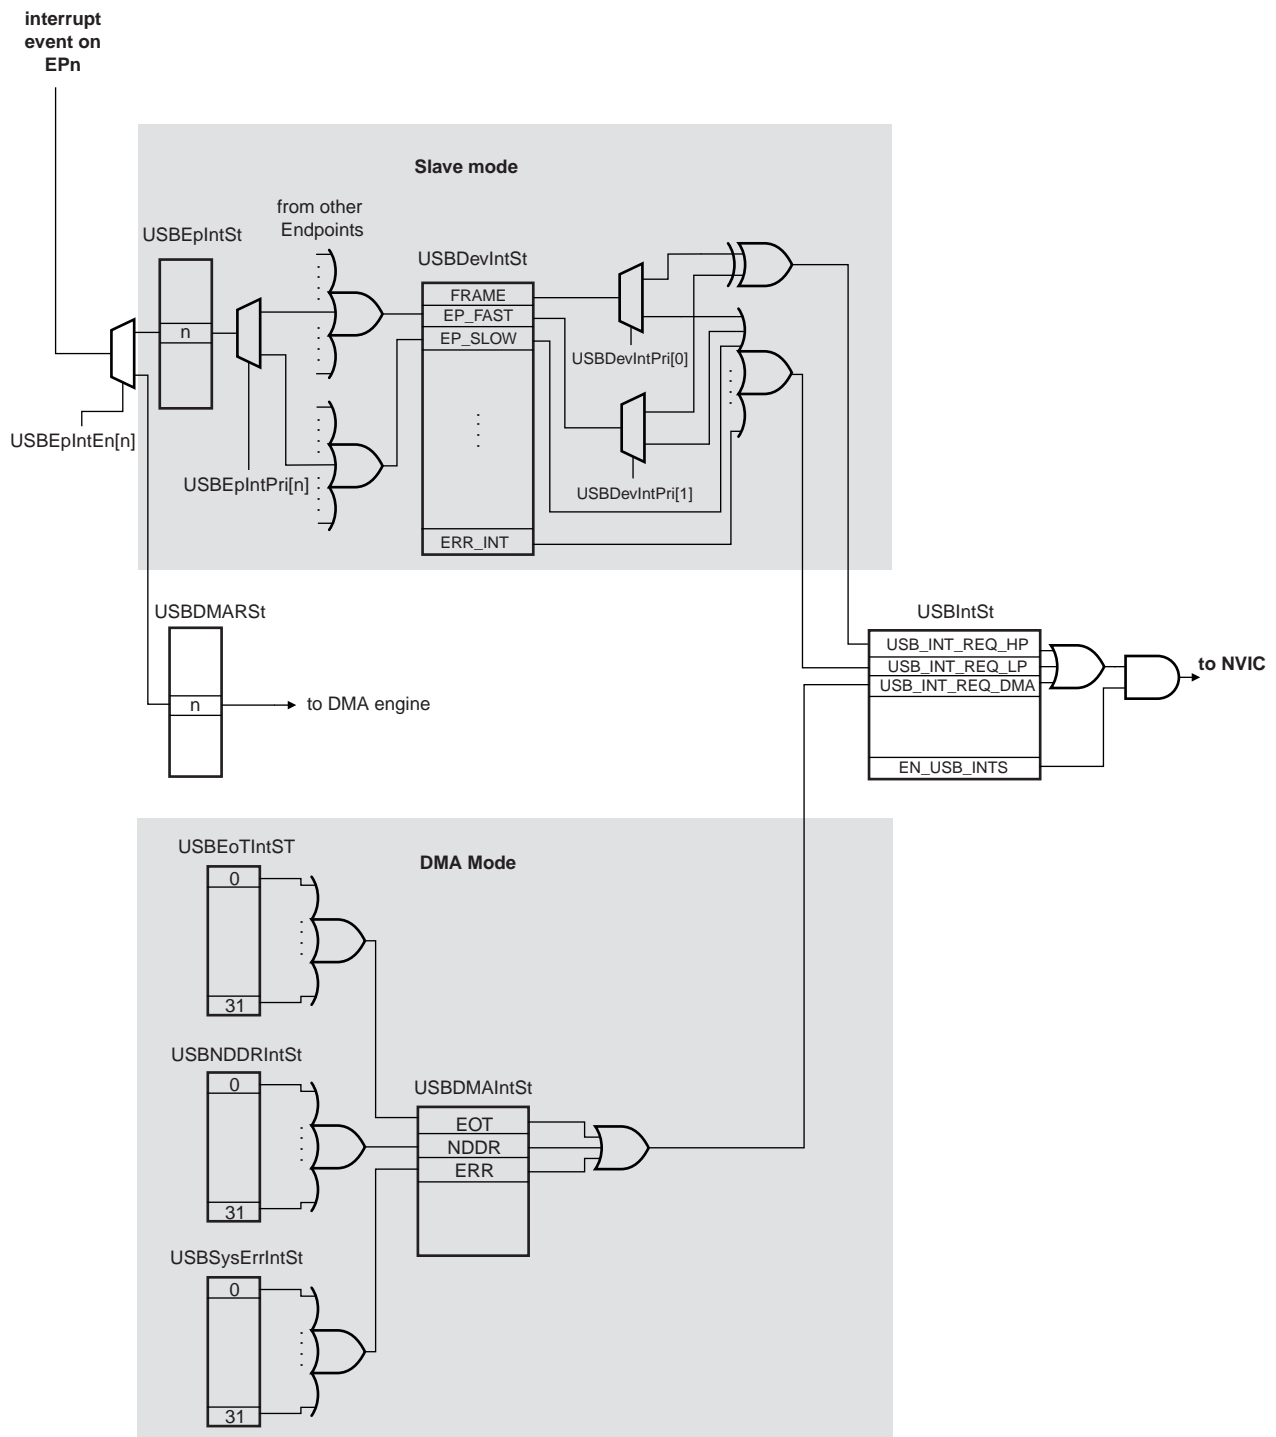 interrupt
event on
EPn
Slave mode
from other
Endpoints
USBEpIntSt
USBDevIntSt
FRAME
EP_FAST
EP_SLOW
n
USBDevIntPri[0]
USBEpIntEn[n]
USBEpIntPri[n]
USBDevIntPri[1]
ERR_INT
USBDMARSt
n
to DMA engine
USBIntSt
USB_INT_REQ_HP
USB_INT_REQ_LP
USB_INT_REQ_DMA
EN_USB_INTS
to NVIC
DMA Mode
USBEoTIntST
0
31
USBNDDRIntSt
0
31
USBDMAIntSt
EOT
NDDR
ERR
USBSysErrIntSt
0
31